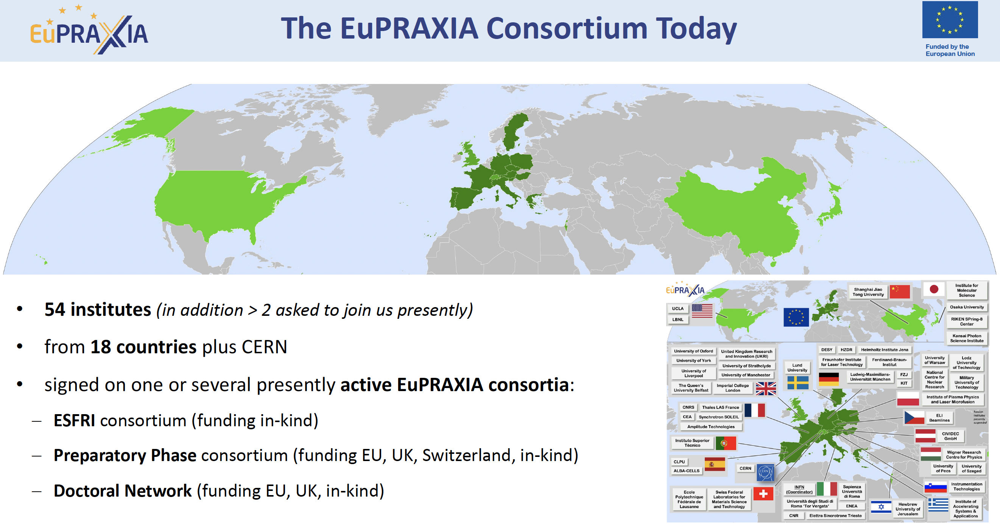 EuPRAXIA
The EuPRAXIA Consortium Today
Funded by the
European Union
• 54 institutes (in addition > 2 asked to join us presently)
• from 18 countries plus CERN
• signed on one or several presently active EuPRAXIA consortia:
– ESFRI consortium (funding in-kind)
– Preparatory Phase consortium (funding EU, UK, Switzerland, in-kind)
– Doctoral Network (funding EU, UK, in-kind)
EuPRAXIA
UCLA
LBNL
Shanghai Jiao
Tong University
Institute for
Molecular
Science
Osaka University
RIKEN SPring-8
Center
Kansai Photon
Science Institute
University of Oxford
University of York
University of
Liverpool
The Queen's
University Belfast
United Kingdom Research
and Innovation (UKRI)
University of Strathclyde
University of Manchester
Imperial College
London
Lund
University
DESY
HZDR
Helmholtz Institute Jena
Fraunhofer Institute
for Laser Technology
Ferdinand-Braun-
Institut
Ludwig-Maximilians-
Universität München
FZJ
KIT
University
of Warsaw
Lodz
University
of Technology
National
Centre for
Nuclear
Research
Military
University of
Technology
Institute of Plasma Physics
and Laser Microfusion
CNRS
Thales LAS France
CEA
Synchrotron SOLEIL
Amplitude Technologies
ELI
Beamlines
Russian
Institutes
presently
suspended
CIVIDEC
GmbH
Instituto Superior
Técnico
Wigner Research
Centre for Physics
University
of Pecs
University
of Szeged
CLPU
ALBA-CELLS
CERN
CERN
Instrumentation
Technologies
Ecole
Polytechnique
Fédérale de
Lausanne
Swiss Federal
Laboratories for
Materials Science
and Technology
INFN
(Coordinator)
Sapienza
Università
di Roma
Università degli Studi di
Roma 'Tor Vergata'
ENEA
CNR
Elettra Sincrotrone Trieste
Hewbrew
University of
Jerusalem
Institute of
Accelerating
Systems &
Applications